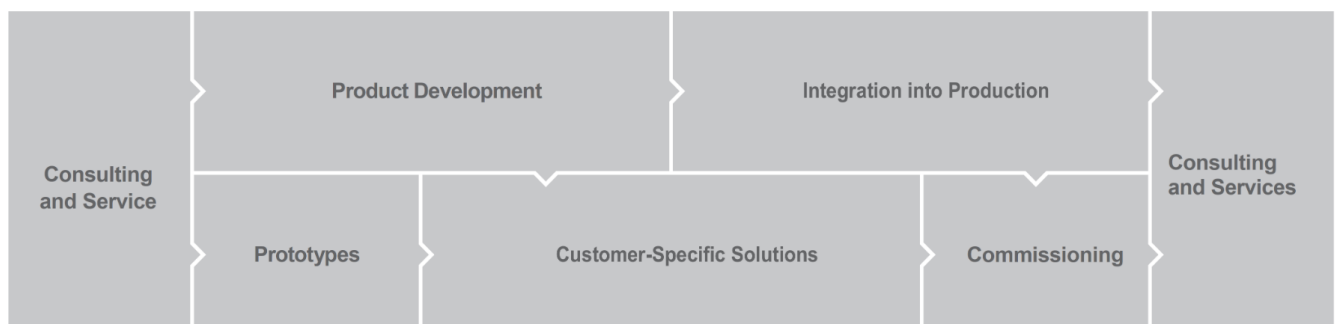 Consulting
and Service
Product Development
Integration into Production
Prototypes
Customer-Specific Solutions
Commissioning
Consulting
and Services